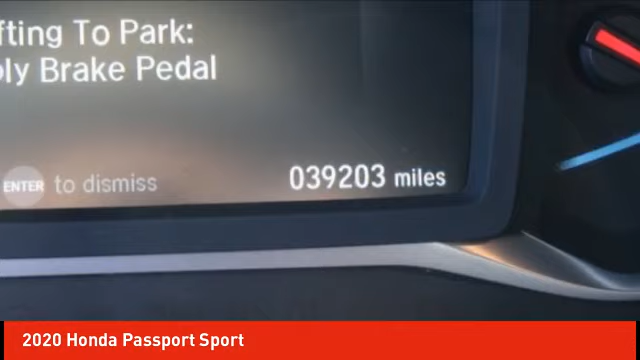 fting To Park:
ly Brake Pedal
ENTER to dismiss
039203 miles
2020 Honda Passport Sport